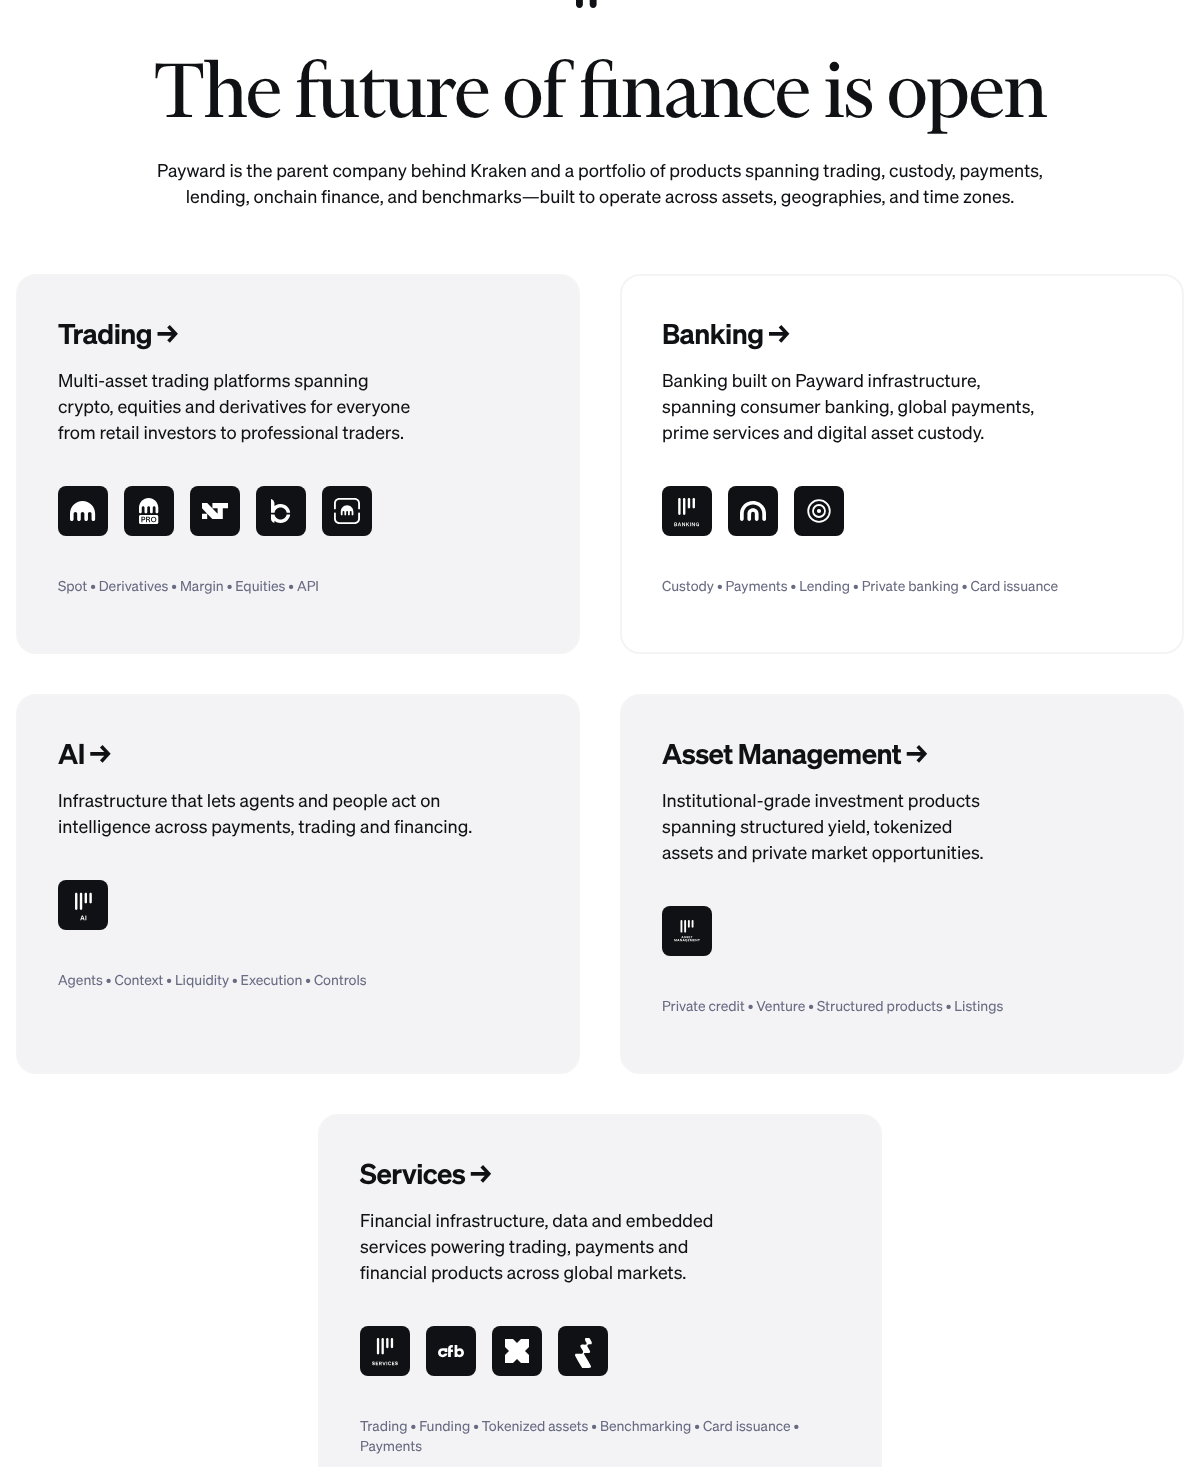 The future of finance is open
Payward is the parent company behind Kraken and a portfolio of products spanning trading, custody, payments,
lending, onchain finance, and benchmarks—built to operate across assets, geographies, and time zones.
Trading →
Multi-asset trading platforms spanning
crypto, equities and derivatives for everyone
from retail investors to professional traders.
PRO
NT
b
Spot • Derivatives • Margin • Equities • API
Banking →
Banking built on Payward infrastructure,
spanning consumer banking, global payments,
prime services and digital asset custody.
BANKING
Custody • Payments • Lending • Private banking • Card issuance
AI →
Infrastructure that lets agents and people act on
intelligence across payments, trading and financing.
AI
Agents • Context • Liquidity • Execution • Controls
Asset Management →
Institutional-grade investment products
spanning structured yield, tokenized
assets and private market opportunities.
ASSET
MANAGEMENT
Private credit • Venture • Structured products • Listings
Services →
Financial infrastructure, data and embedded
services powering trading, payments and
financial products across global markets.
SERVICES
cfb
Trading • Funding • Tokenized assets • Benchmarking • Card issuance •
Payments